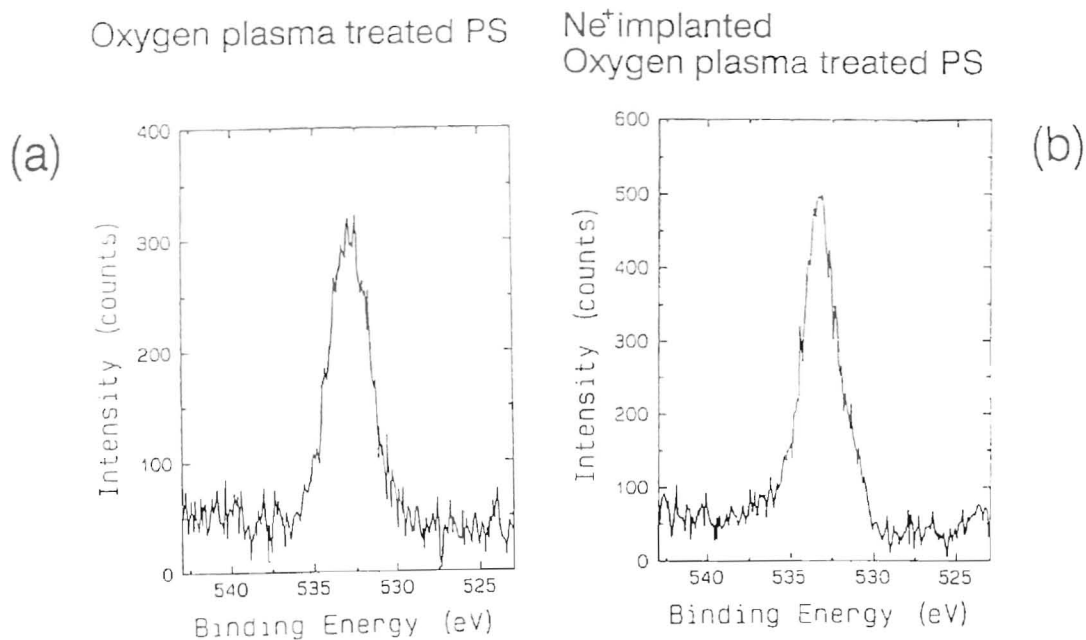 Oxygen plasma treated PS
Ne+ implanted
Oxygen plasma treated PS
(a)
400
300
200
100
0
Intensity (counts)
540
535
530
525
Binding Energy (eV)
(b)
600
500
400
300
200
100
0
Intensity (counts)
540
535
530
525
Binding Energy (eV)